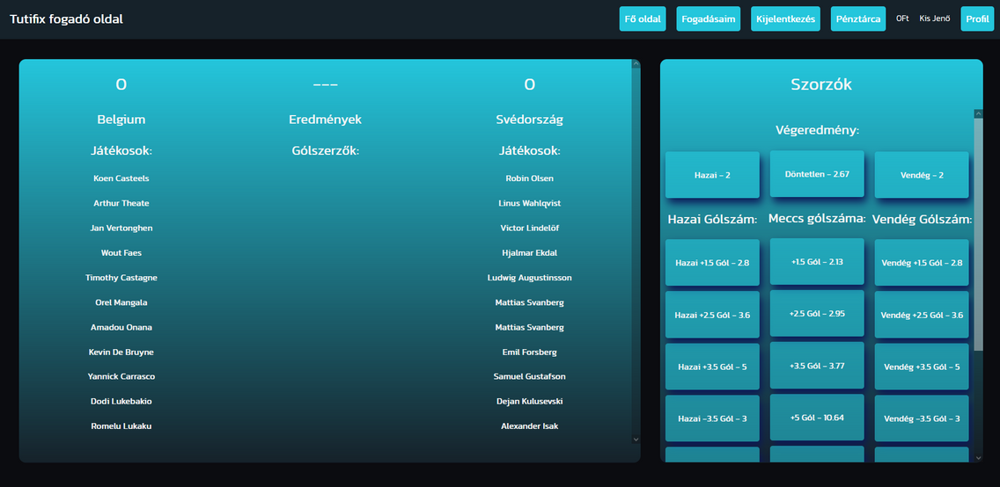 Tutifix fogadó oldal
Fő oldal
Fogadásaim
Kijelentkezés
Pénztárca
0Ft
Kis Jenő
Profil
0
---
0
Belgium
Eredmények
Svédország
Játékosok:
Gólszerzők:
Játékosok:
Koen Casteels
Robin Olsen
Arthur Theate
Linus Wahlqvist
Jan Vertonghen
Victor Lindelöf
Wout Faes
Hjalmar Ekdal
Timothy Castagne
Ludwig Augustinsson
Orel Mangala
Mattias Svanberg
Amadou Onana
Mattias Svanberg
Kevin De Bruyne
Emil Forsberg
Yannick Carrasco
Samuel Gustafson
Dodi Lukebakio
Dejan Kulusevski
Romelu Lukaku
Alexander Isak
Szorzók
Végeredmény:
Hazai - 2
Döntetlen - 2.67
Vendég - 2
Hazai Gólszám:
Meccs gólszáma:
Vendég Gólszám:
Hazai +1.5 Gól - 2.8
+1.5 Gól - 2.13
Vendég +1.5 Gól - 2.8
Hazai +2.5 Gól - 3.6
+2.5 Gól - 2.95
Vendég +2.5 Gól - 3.6
Hazai +3.5 Gól - 5
+3.5 Gól - 3.77
Vendég +3.5 Gól - 5
Hazai -3.5 Gól - 3
+5 Gól - 10.64
Vendég -3.5 Gól - 3